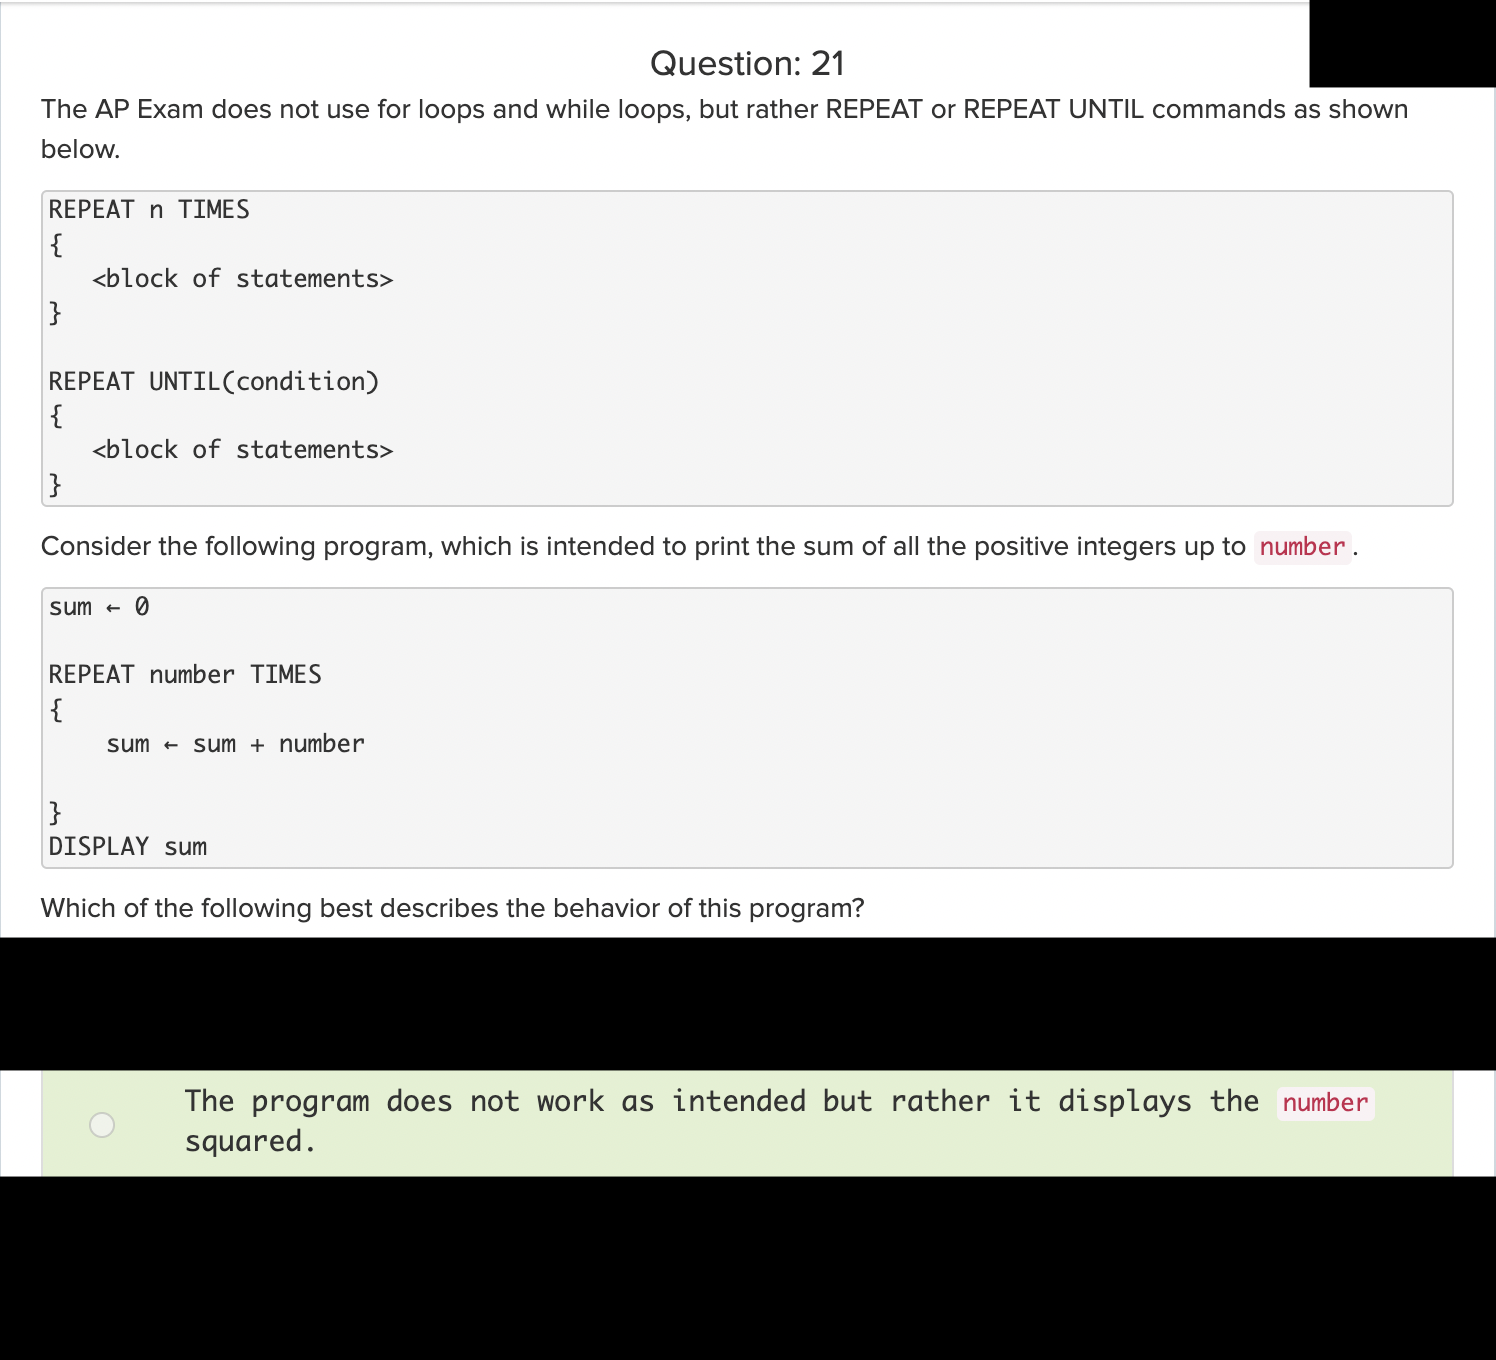 Question: 21
The AP Exam does not use for loops and while loops, but rather REPEAT or REPEAT UNTIL commands as shown
below.
REPEAT n TIMES
{
   <block of statements>
}
REPEAT UNTIL(condition)
{
   <block of statements>
}
Consider the following program, which is intended to print the sum of all the positive integers up to number.
sum ← 0
REPEAT number TIMES
{
    sum ← sum + number
}
DISPLAY sum
Which of the following best describes the behavior of this program?
The program does not work as intended but rather it displays the number
squared.